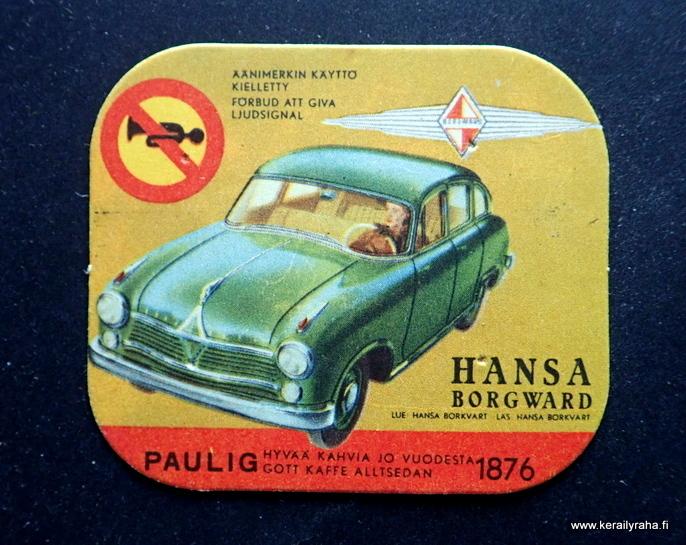 ÄÄNIMERKIN KÄYTTÖ
KIELLETTY
FÖRBUD ATT GIVA
LJUDSIGNAL
BORGWARD
HANSA
BORGWARD
LUE: HANSA BORKVART LÄS: HANSA BORKVART
PAULIG HYVÄÄ KAHVIA JO VUODESTA 1876
GOTT KAFFE ALLTSEDAN
www.kerailyraha.fi